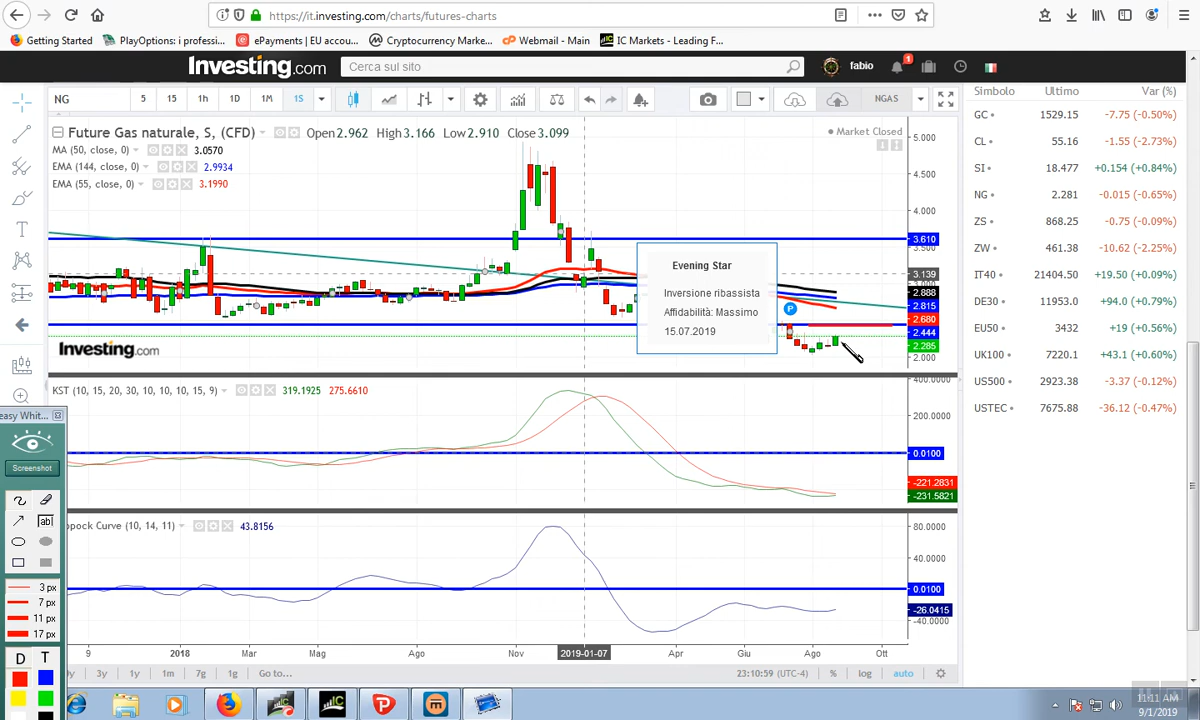 https://it.investing.com/charts/futures-charts
Getting Started
PlayOptions: i professi...
ePayments | EU accou...
Cryptocurrency Marke...
Webmail - Main
IC Markets - Leading F...
Investing.com
Cerca sul sito
fabio
1
NG
5
15
1h
1D
1M
1S
NGAS
Simbolo
Ultimo
Var (%)
GC 1529.15 -7.75 (-0.50%)
CL 55.16 -1.55 (-2.73%)
SI 18.477 +0.154 (+0.84%)
NG 2.281 -0.015 (-0.65%)
ZS 868.25 -0.75 (-0.09%)
ZW 461.38 -10.62 (-2.25%)
IT40 21404.50 +19.50 (+0.09%)
DE30 11953.0 +94.0 (+0.79%)
EU50 3432 +19 (+0.56%)
UK100 7220.1 +43.1 (+0.60%)
US500 2923.38 -3.37 (-0.12%)
USTEC 7675.88 -36.12 (-0.47%)
Future Gas naturale, S, (CFD)
Open 2.962 High 3.166 Low 2.910 Close 3.099
Market Closed
MA (50, close, 0) 3.0570
EMA (144, close, 0) 2.9934
EMA (55, close, 0) 3.1990
5.000
4.500
4.000
3.610
3.139
2.888
2.815
2.680
2.444
2.285
2.000
Evening Star
Inversione ribassista
Affidabilità: Massimo
15.07.2019
P
Investing.com
KST (10, 15, 20, 30, 10, 10, 10, 15, 9) 319.1925 275.6610
400.0000
200.0000
0.0100
-221.2831
-231.5821
ppock Curve (10, 14, 11) 43.8156
80.0000
40.0000
0.0100
-26.0415
-40.0000
9
2018
Mar
Mag
Ago
Nov
2019-01-07
Apr
Giu
Ago
Ott
3y
1y
1m
7g
1g
Go to...
23:10:59 (UTC-4)
%
log
auto
easy Whit...
Screenshot
ab
3 px
7 px
11 px
17 px
D
T
11:11 AM
9/1/2019